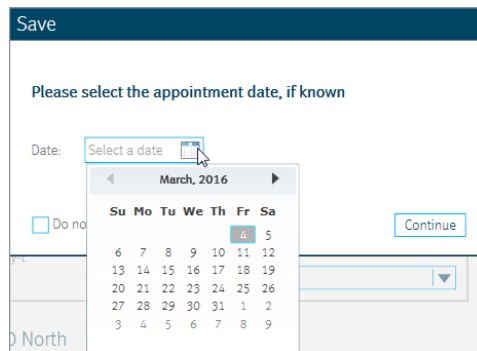 Save
Please select the appointment date, if known
Date: Select a date
March, 2016
Su Mo Tu We Th Fr Sa
4 5
Do no
Continue
6 7 8 9 10 11 12
13 14 15 16 17 18 19
20 21 22 23 24 25 26
27 28 29 30 31 1 2
3 4 5 6 7 8 9
North